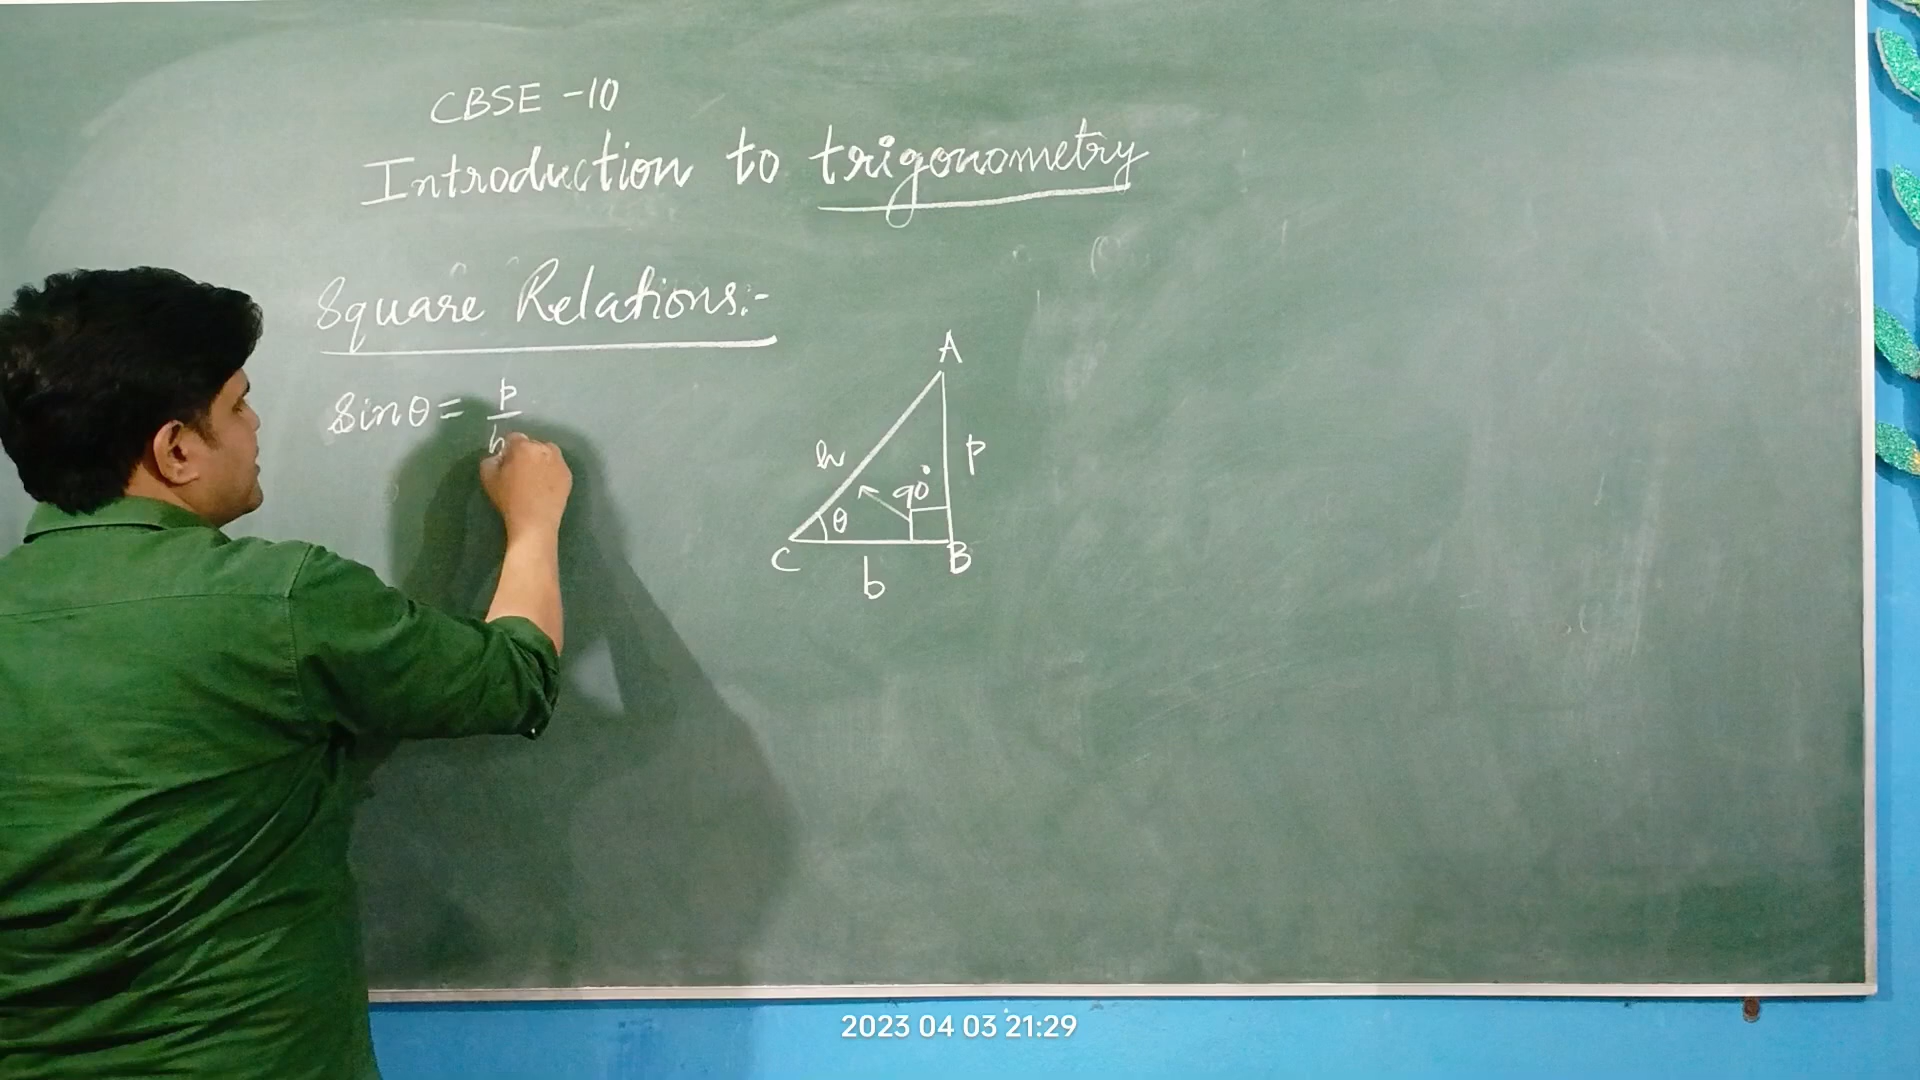 CBSE -10
Introduction to trigonometry
Square Relations:-
Sinθ = p/h
A
h
p
90°
θ
C
B
b
2023 04 03 21:29